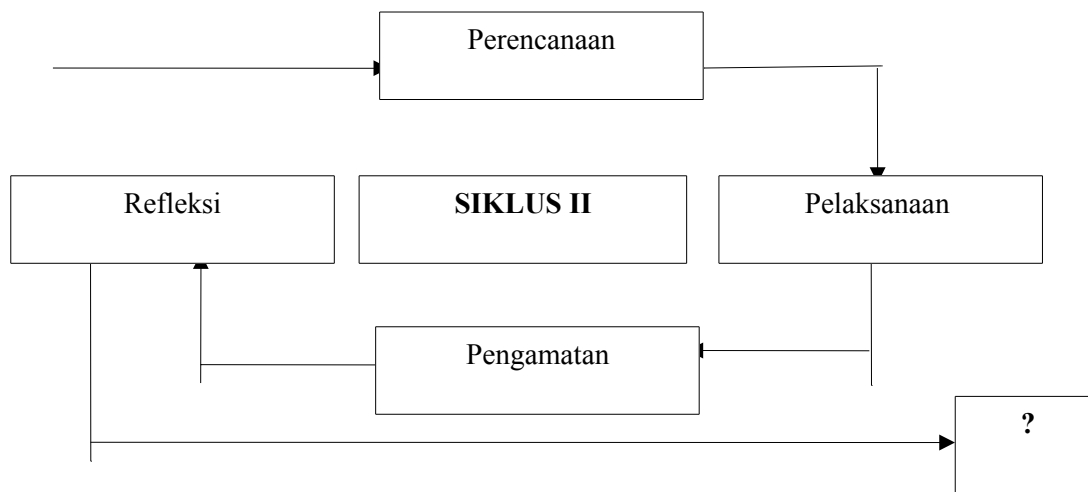 Perencanaan
Refleksi
SIKLUS II
Pelaksanaan
Pengamatan
?